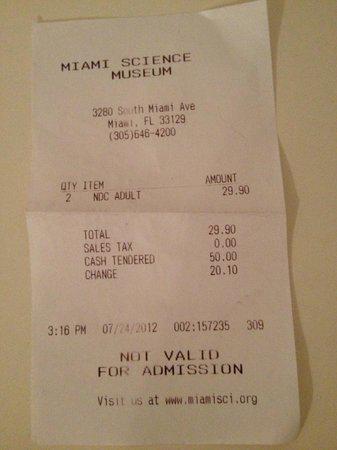 MIAMI SCIENCE
MUSEUM
3280 South Miami Ave
Miami, FL 33129
(305)646-4200
QTY ITEM AMOUNT
2 NDC ADULT 29.90
TOTAL 29.90
SALES TAX 0.00
CASH TENDERED 50.00
CHANGE 20.10
3:16 PM 07/24/2012 002:157235 309
NOT VALID
FOR ADMISSION
Visit us at www.miamisci.org